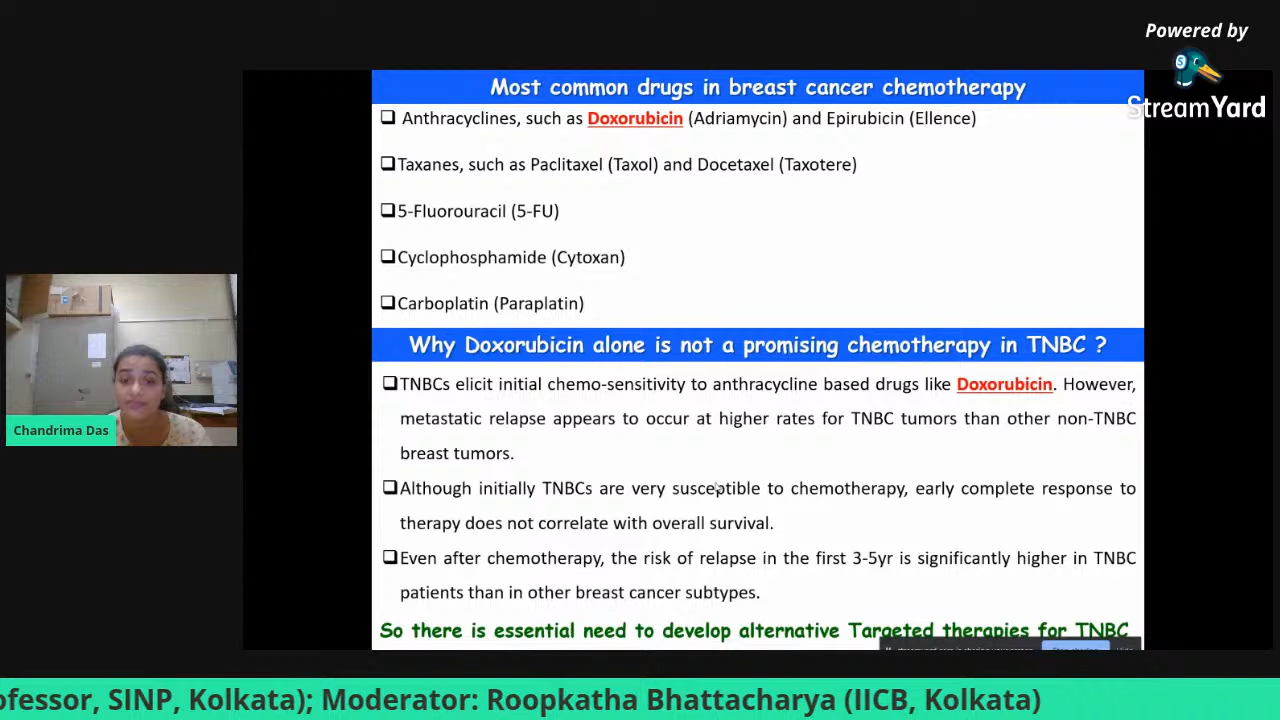 Powered by
StreamYard
Most common drugs in breast cancer chemotherapy
❑ Anthracyclines, such as Doxorubicin (Adriamycin) and Epirubicin (Ellence)
❑Taxanes, such as Paclitaxel (Taxol) and Docetaxel (Taxotere)
❑5-Fluorouracil (5-FU)
❑Cyclophosphamide (Cytoxan)
❑Carboplatin (Paraplatin)
Why Doxorubicin alone is not a promising chemotherapy in TNBC ?
❑TNBCs elicit initial chemo-sensitivity to anthracycline based drugs like Doxorubicin. However,
metastatic relapse appears to occur at higher rates for TNBC tumors than other non-TNBC
breast tumors.
❑Although initially TNBCs are very susceptible to chemotherapy, early complete response to
therapy does not correlate with overall survival.
❑Even after chemotherapy, the risk of relapse in the first 3-5yr is significantly higher in TNBC
patients than in other breast cancer subtypes.
So there is essential need to develop alternative Targeted therapies for TNBC
Chandrima Das
ofessor, SINP, Kolkata); Moderator: Roopkatha Bhattacharya (IICB, Kolkata)